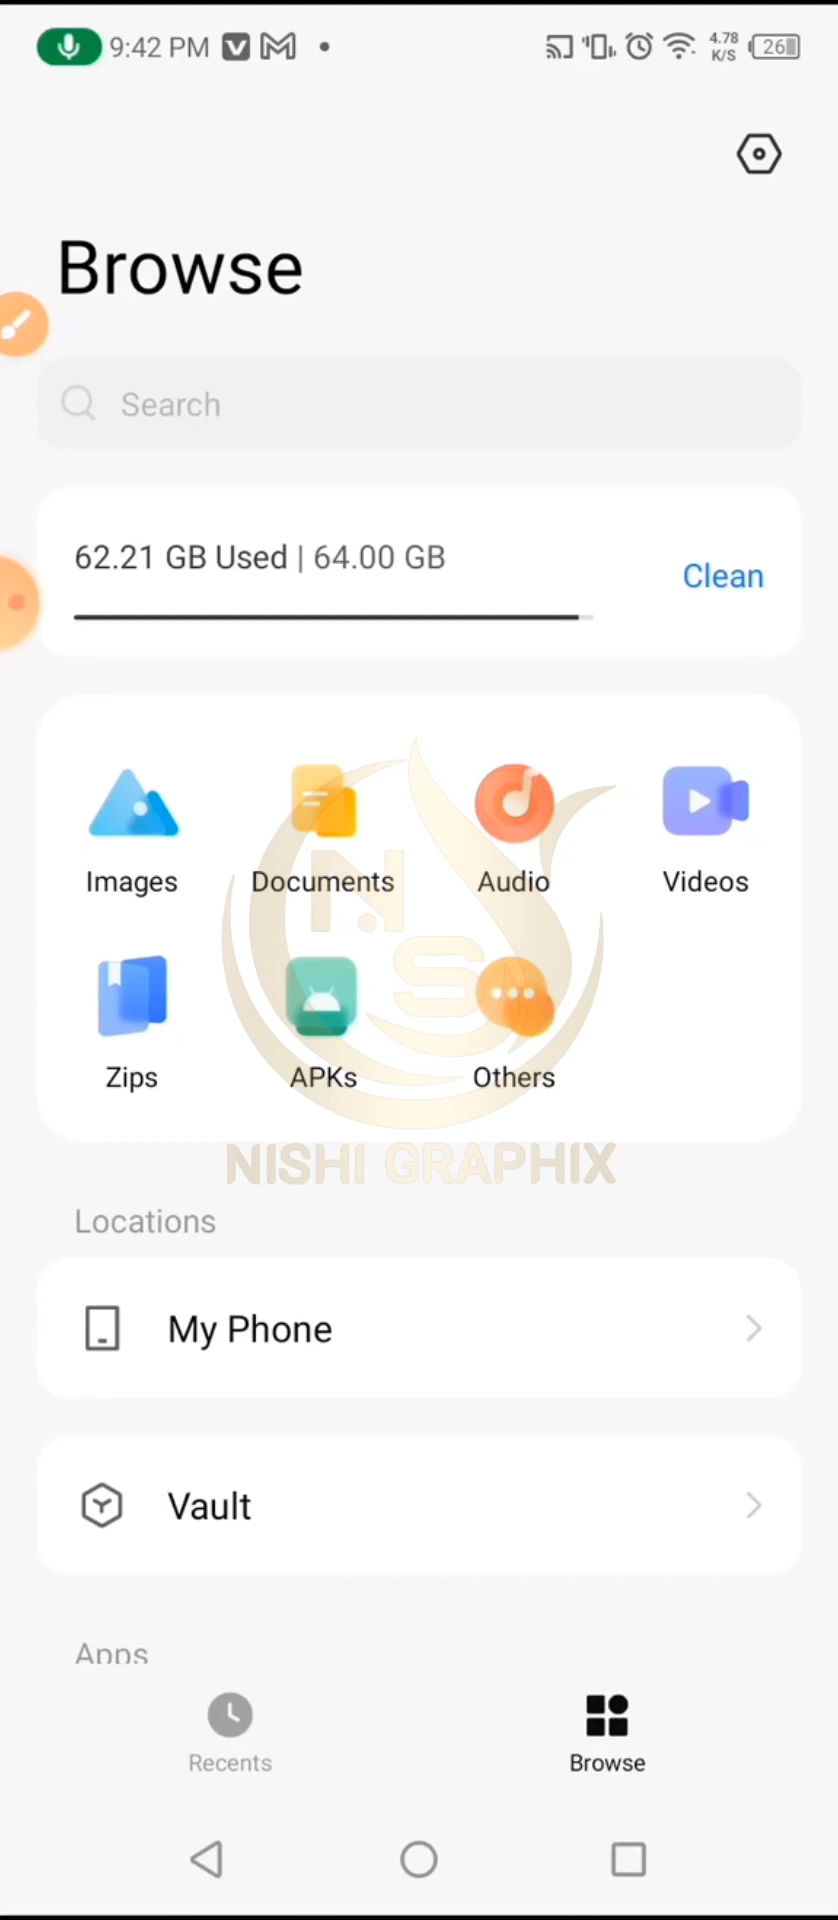 9:42 PM
4.78
K/S
26
Browse
Search
62.21 GB Used | 64.00 GB
Clean
Images
Documents
Audio
Videos
N.
S
Zips
APKs
Others
NISHI GRAPHIX
Locations
My Phone
Vault
Apps
Recents
Browse